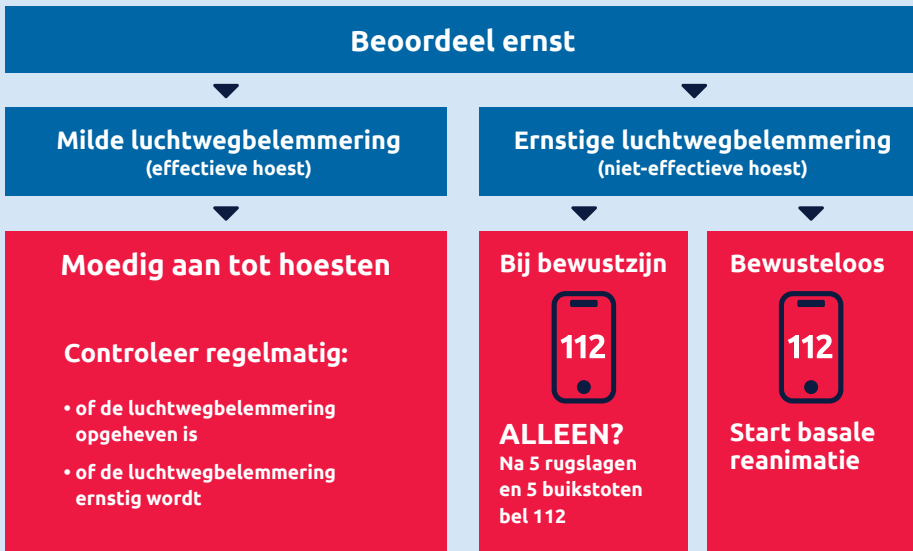 Beoordeel ernst
Milde luchtwegbelemmering
(effectieve hoest)
Ernstige luchtwegbelemmering
(niet-effectieve hoest)
Moedig aan tot hoesten
Controleer regelmatig:
• of de luchtwegbelemmering
opgeheven is
• of de luchtwegbelemmering
ernstig wordt
Bij bewustzijn
112
ALLEEN?
Na 5 rugslagen
en 5 buikstoten
bel 112
Bewusteloos
112
Start basale
reanimatie